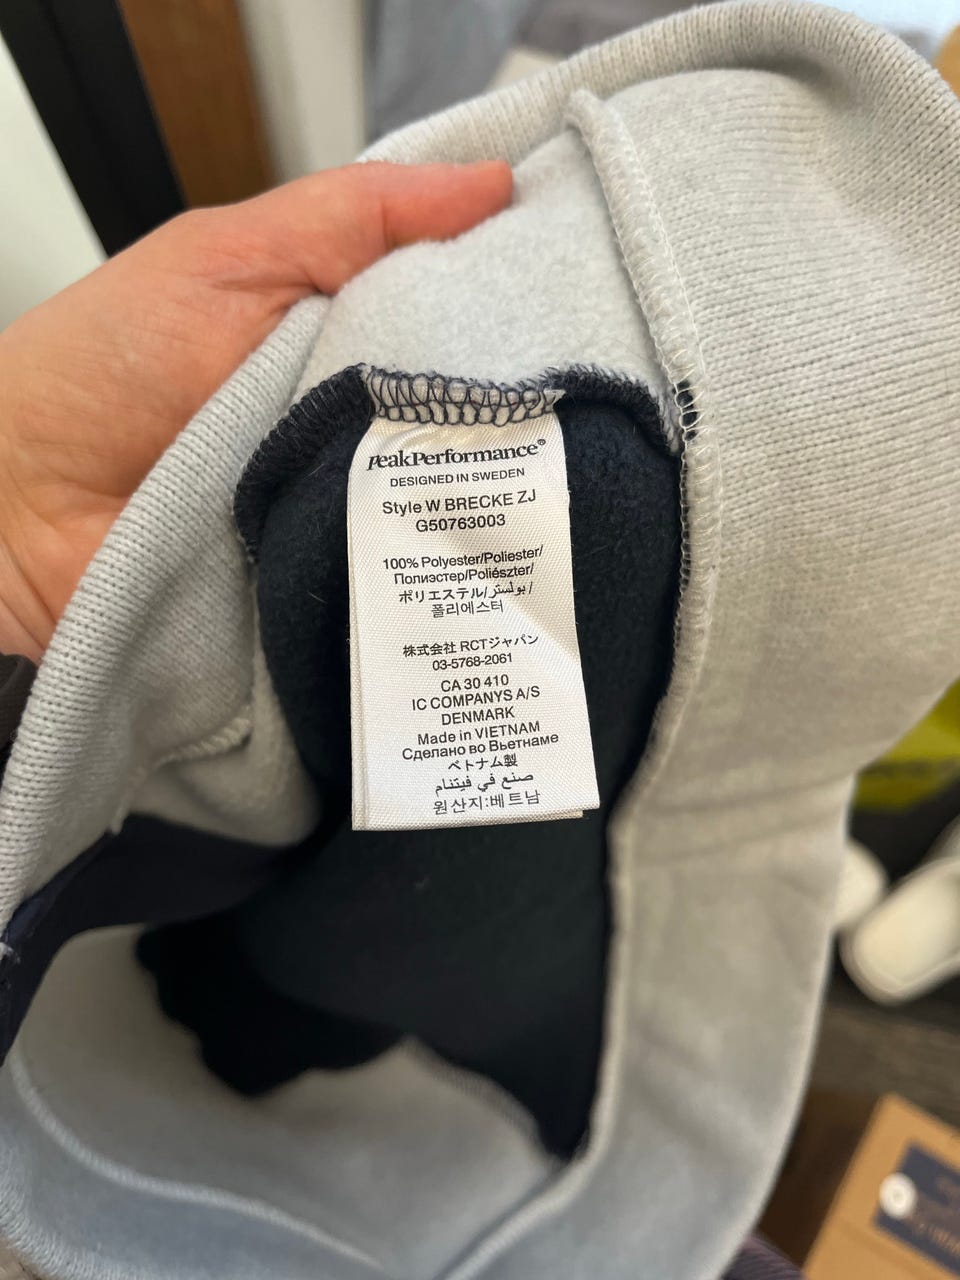 PeakPerformance®
DESIGNED IN SWEDEN
Style W BRECKE ZJ
G50763003
100% Polyester/Poliester/
Полиэстер/Poliészter/
ポリエステル/بولستر/
폴리에스터
株式会社 RCTジャパン
03-5768-2061
CA 30 410
IC COMPANYS A/S
DENMARK
Made in VIETNAM
Сделано во Вьетнаме
ベトナム製
صنع في فيتنام
원산지:베트남